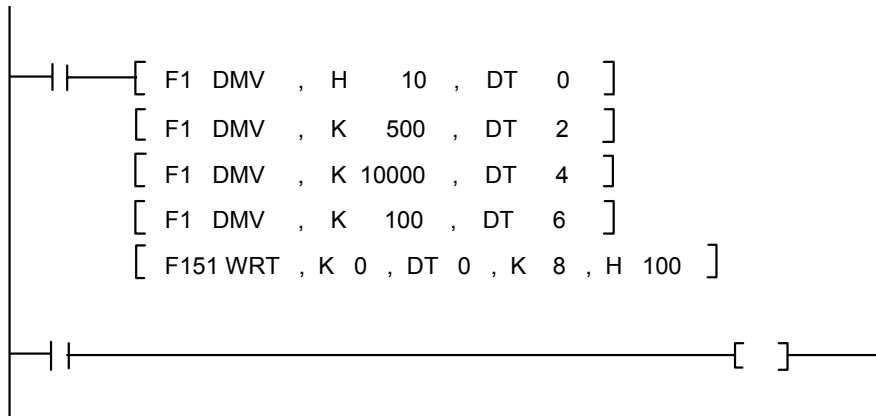 [ F1 DMV , H 10 , DT 0 ]
[ F1 DMV , K 500 , DT 2 ]
[ F1 DMV , K 10000 , DT 4 ]
[ F1 DMV , K 100 , DT 6 ]
[ F151 WRT , K 0 , DT 0 , K 8 , H 100 ]